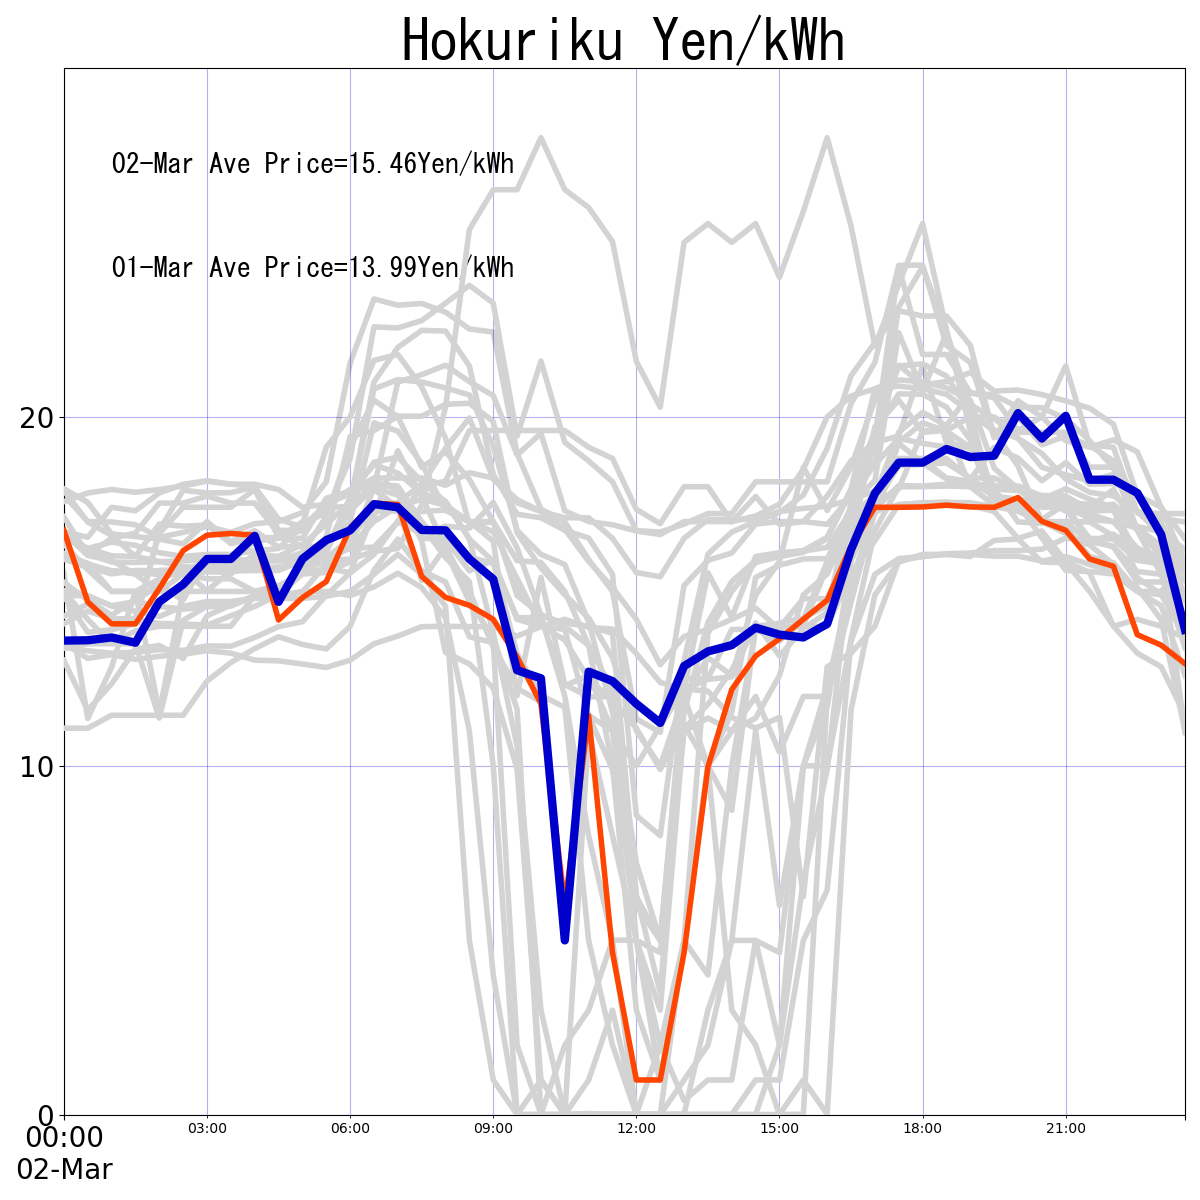 Hokuriku Yen/kWh
02-Mar Ave Price=15.46Yen/kWh
01-Mar Ave Price=13.99Yen/kWh
20
10
0
00:00 03:00 06:00 09:00 12:00 15:00 18:00 21:00
02-Mar